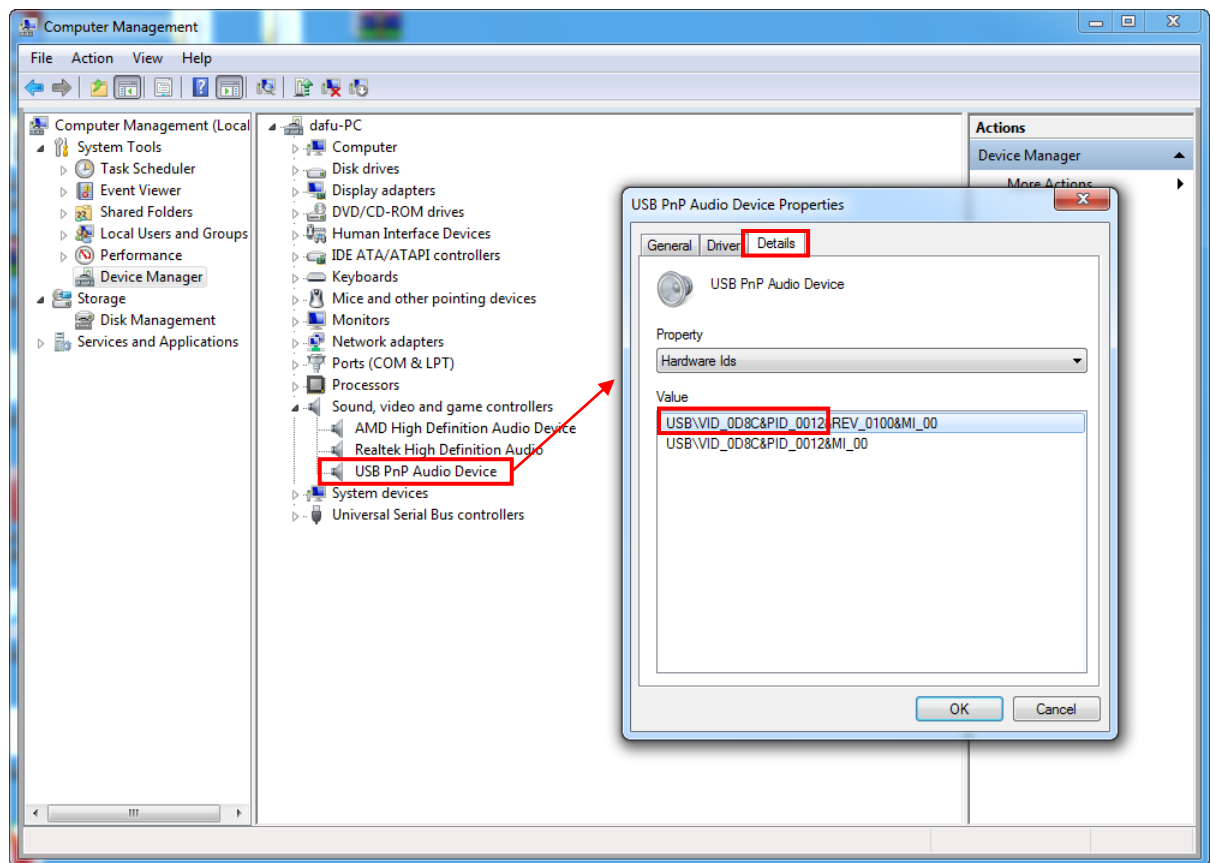 Computer Management
File Action View Help
Computer Management (Local
System Tools
Task Scheduler
Event Viewer
Shared Folders
Local Users and Groups
Performance
Device Manager
Storage
Disk Management
Services and Applications
dafu-PC
Computer
Disk drives
Display adapters
DVD/CD-ROM drives
Human Interface Devices
IDE ATA/ATAPI controllers
Keyboards
Mice and other pointing devices
Monitors
Network adapters
Ports (COM & LPT)
Processors
Sound, video and game controllers
AMD High Definition Audio Device
Realtek High Definition Audio
USB PnP Audio Device
System devices
Universal Serial Bus controllers
Actions
Device Manager
More Actions
USB PnP Audio Device Properties
General Driver Details
USB PnP Audio Device
Property
Hardware Ids
Value
USB\VID_0D8C&PID_0012&REV_0100&MI_00
USB\VID_0D8C&PID_0012&MI_00
OK Cancel